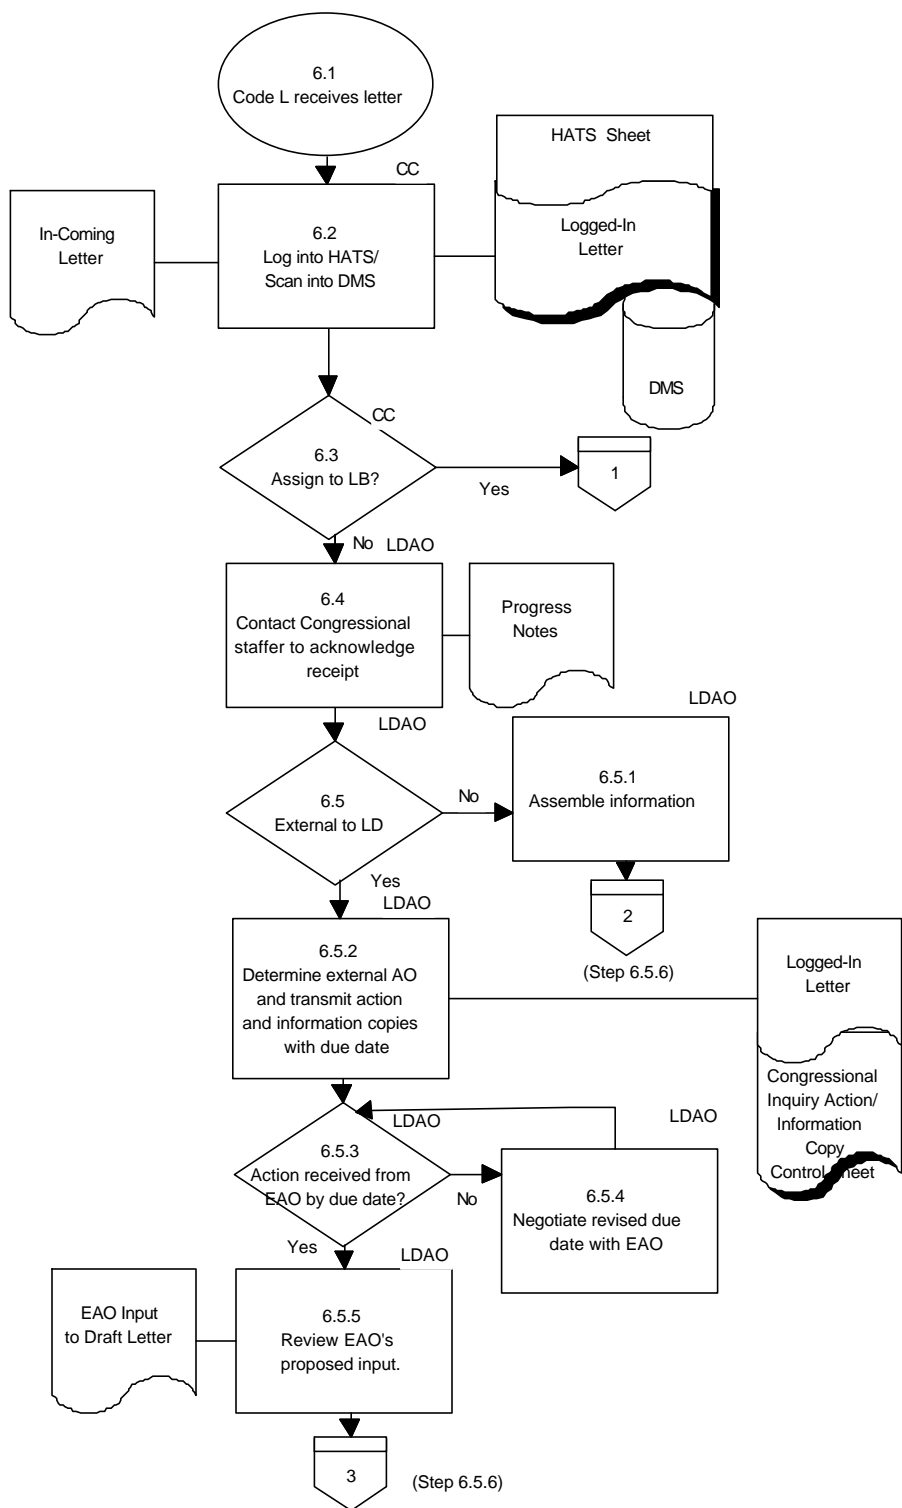 6.1
Code L receives letter
CC
HATS Sheet
In-Coming
Letter
6.2
Log into HATS/
Scan into DMS
Logged-In
Letter
DMS
CC
6.3
Assign to LB?
Yes
1
No
LDAO
6.4
Contact Congressional
staffer to acknowledge
receipt
Progress
Notes
LDAO
LDAO
6.5
External to LD
No
6.5.1
Assemble information
Yes
LDAO
2
(Step 6.5.6)
6.5.2
Determine external AO
and transmit action
and information copies
with due date
Logged-In
Letter
Congressional
Inquiry Action/
Information
Copy
Control Sheet
LDAO
LDAO
6.5.3
Action received from
EAO by due date?
No
6.5.4
Negotiate revised due
date with EAO
Yes
LDAO
EAO Input
to Draft Letter
6.5.5
Review EAO's
proposed input.
3
(Step 6.5.6)